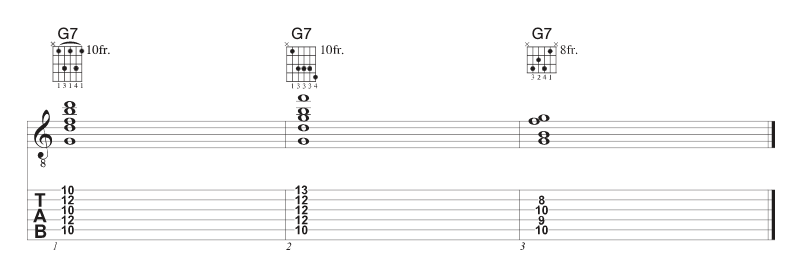 G7 G7 G7
x 10fr. x 10fr. x x 8fr.
1 3 1 4 1 1 3 3 3 4 3 2 4 1
8
10 13
12 12 8
T 10 12 10
A 12 12 9
B 10 10 10
1 2 3